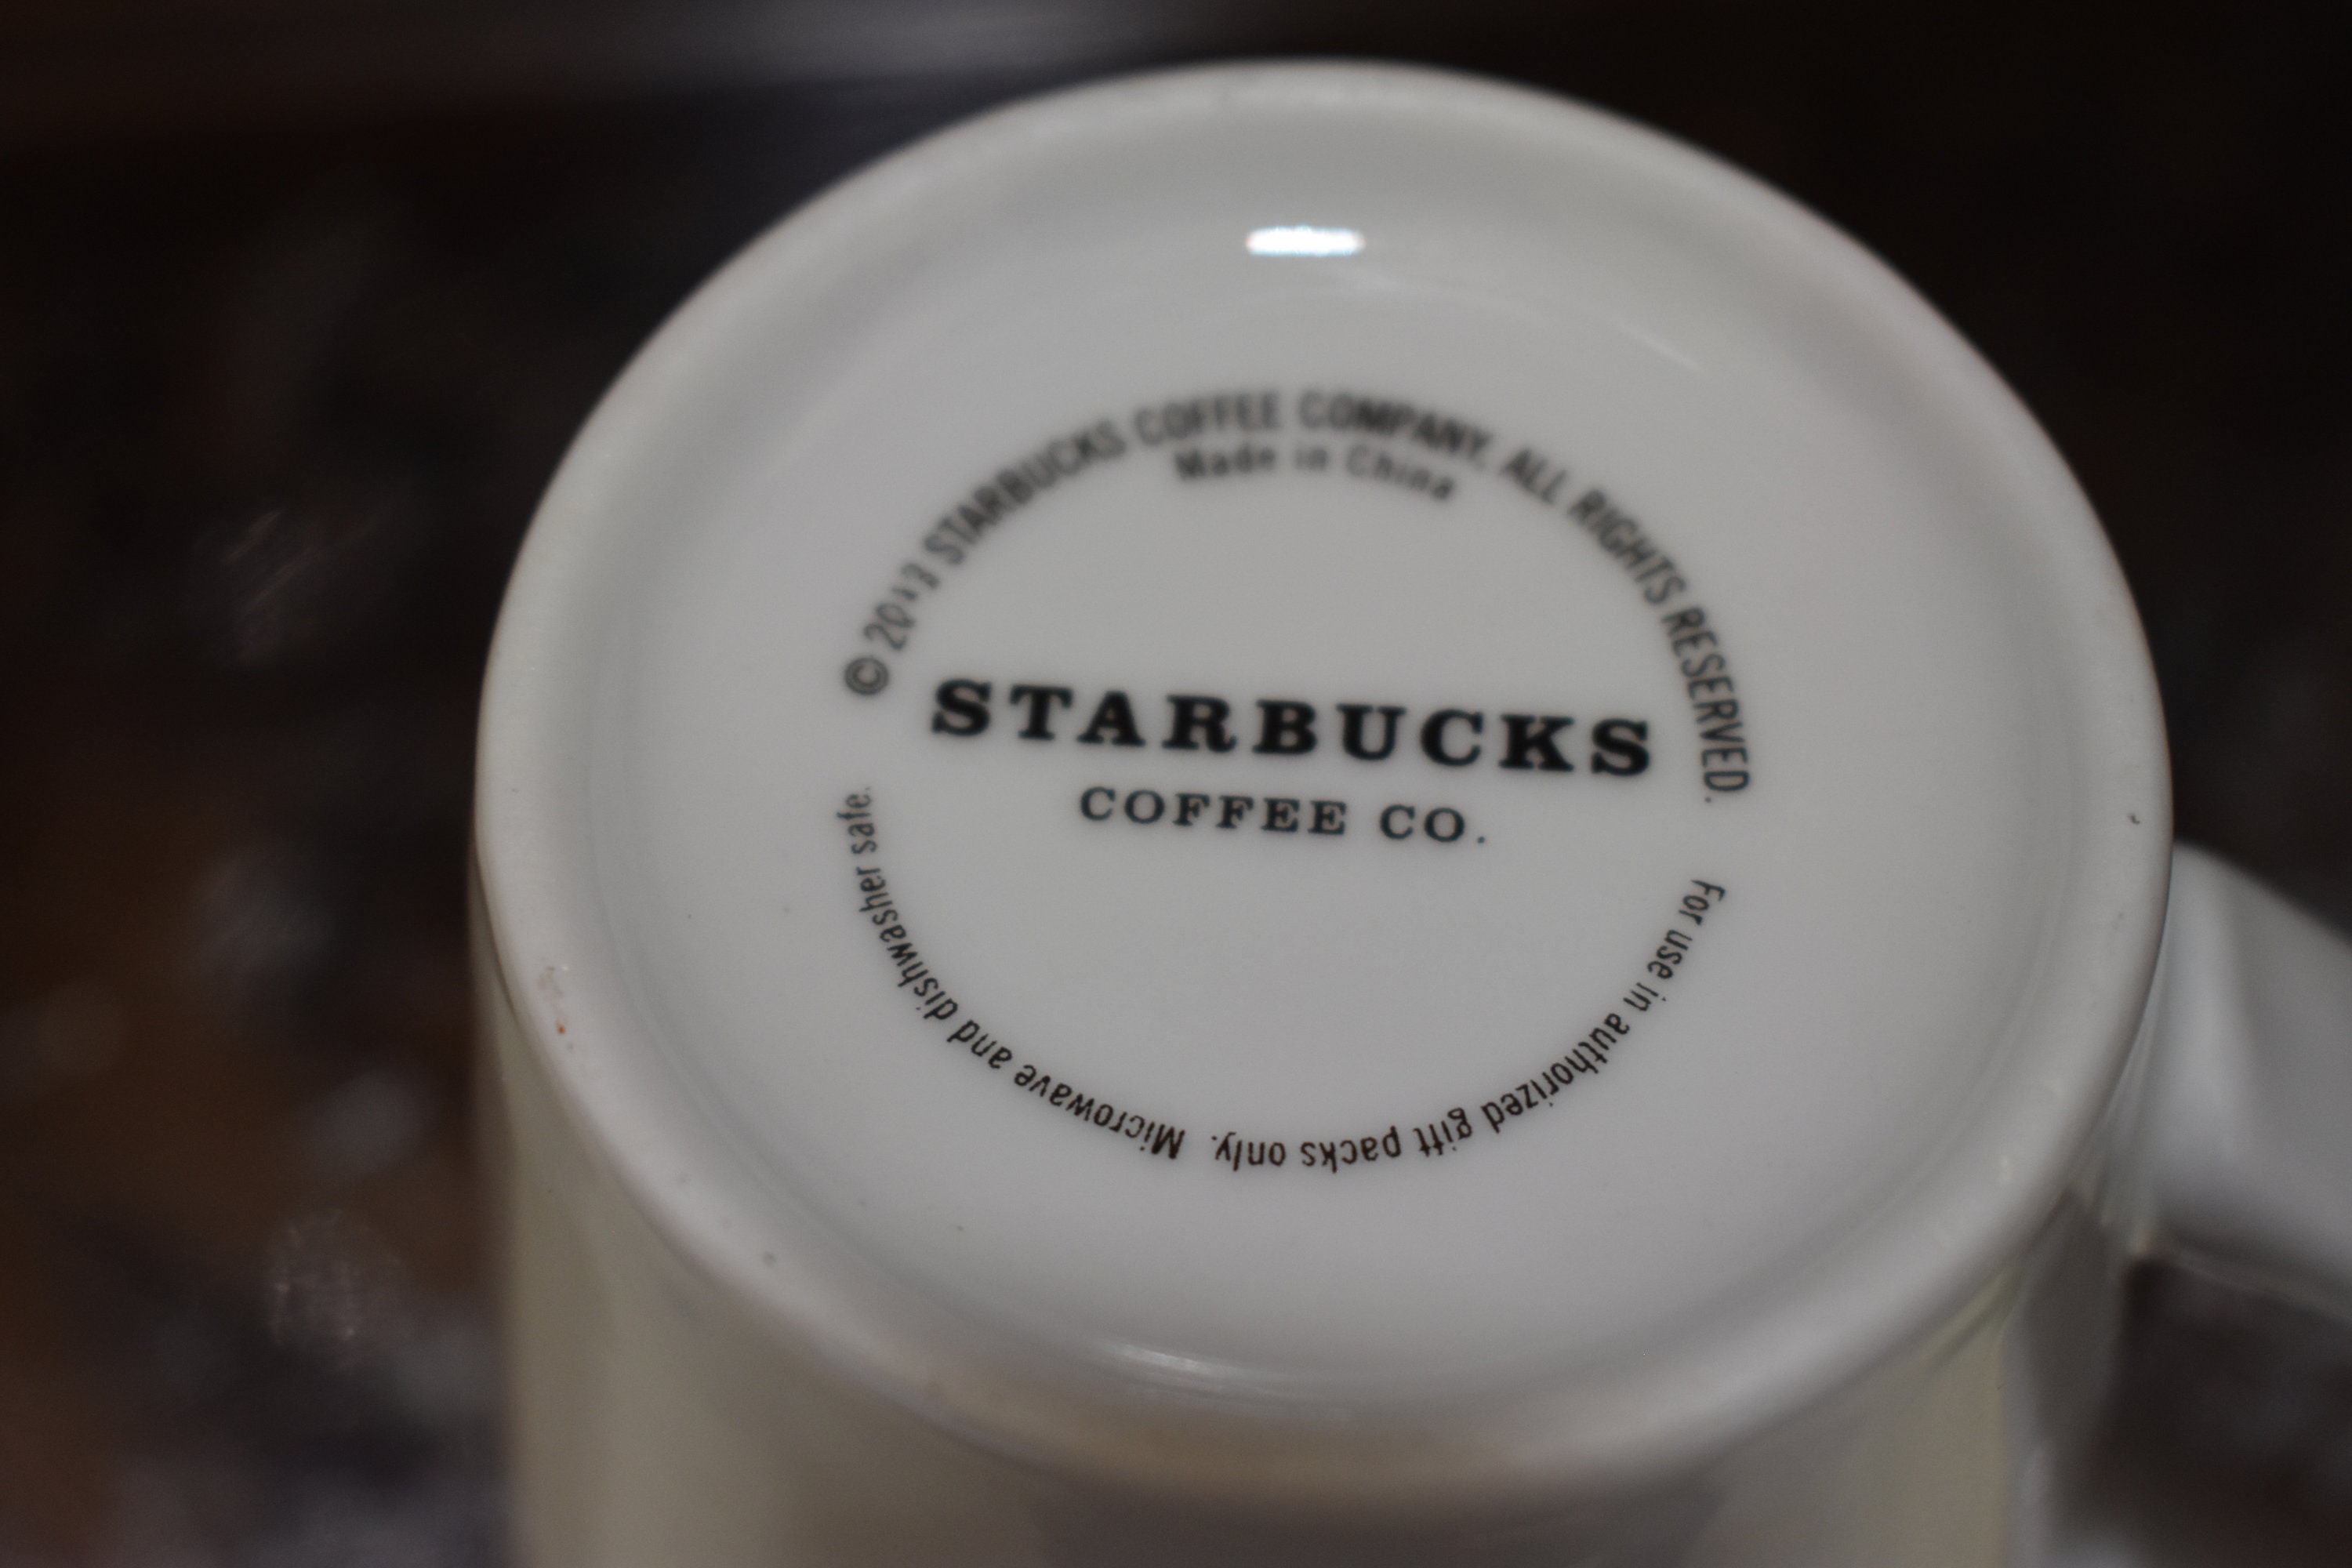 © 2013 STARBUCKS COFFEE COMPANY, ALL RIGHTS RESERVED.
Made in China
STARBUCKS
COFFEE CO.
For use in authorized gift packs only. Microwave and dishwasher safe.